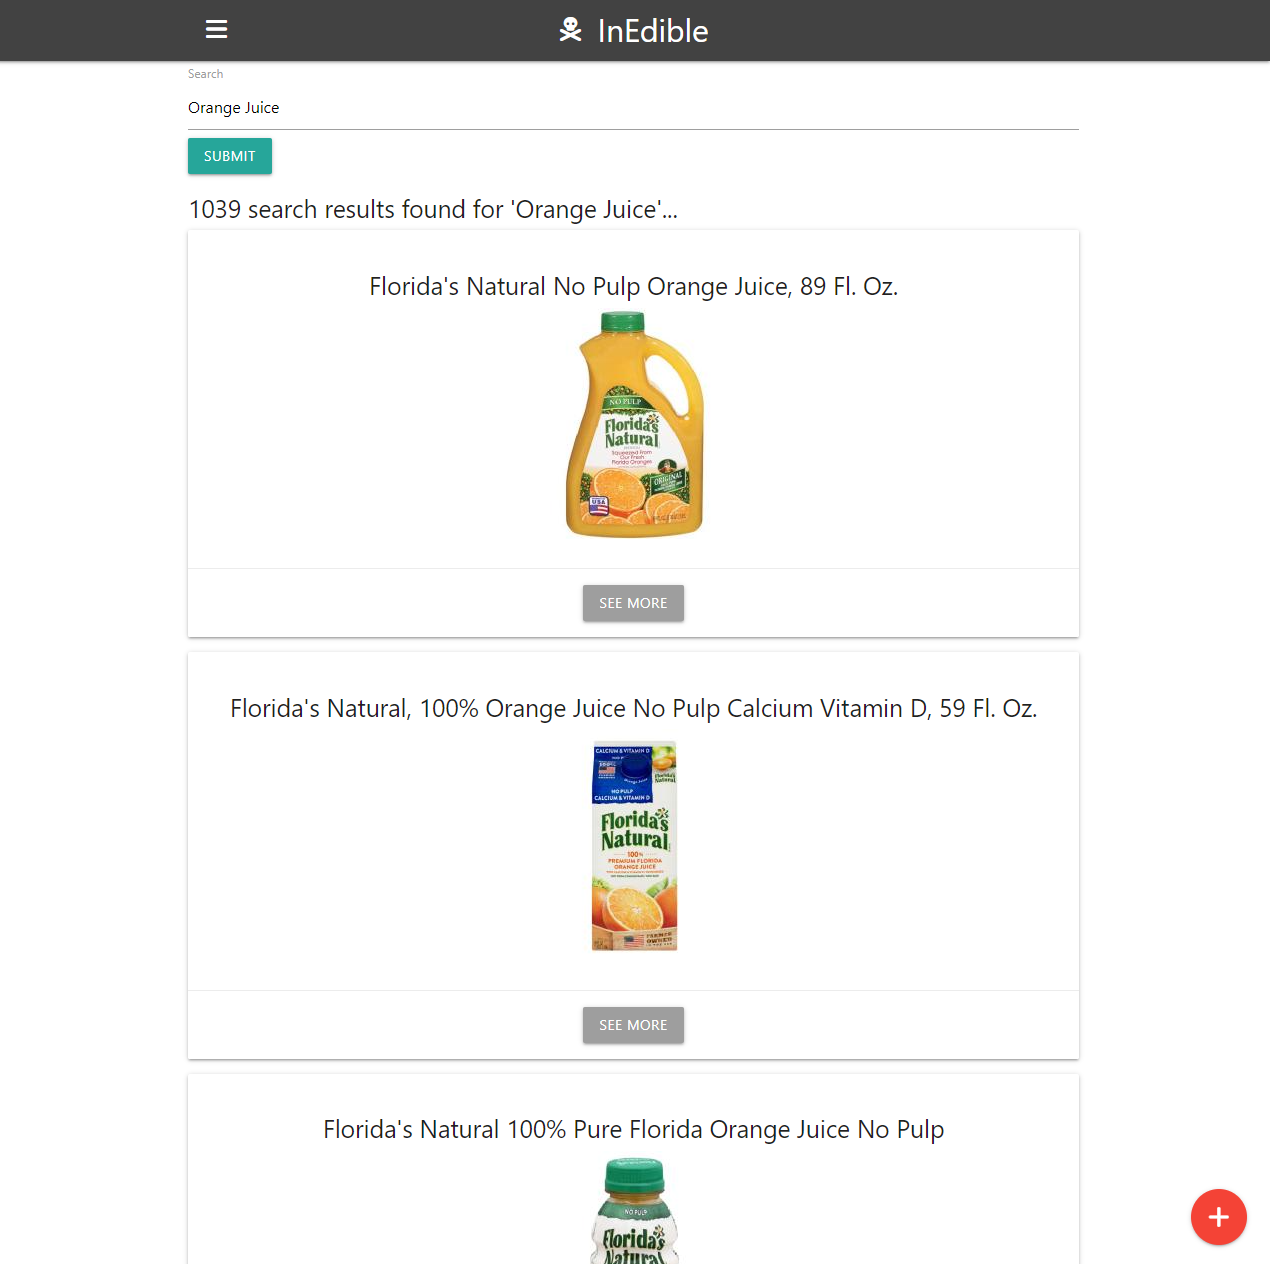 InEdible
Search
Orange Juice
SUBMIT
1039 search results found for 'Orange Juice'...
Florida's Natural No Pulp Orange Juice, 89 Fl. Oz.
NO PULP
Florida's
Natural
Squeezed From
Our Fresh
Florida Oranges
ORIGINAL
USA
SEE MORE
Florida's Natural, 100% Orange Juice No Pulp Calcium Vitamin D, 59 Fl. Oz.
CALCIUM & VITAMIN D
Florida's
Natural
NO PULP
CALCIUM & VITAMIN D
Florida's
Natural
100%
PREMIUM FLORIDA
ORANGE JUICE
FARMER
OWNED
SEE MORE
Florida's Natural 100% Pure Florida Orange Juice No Pulp
NO PULP
Florida's
Natural